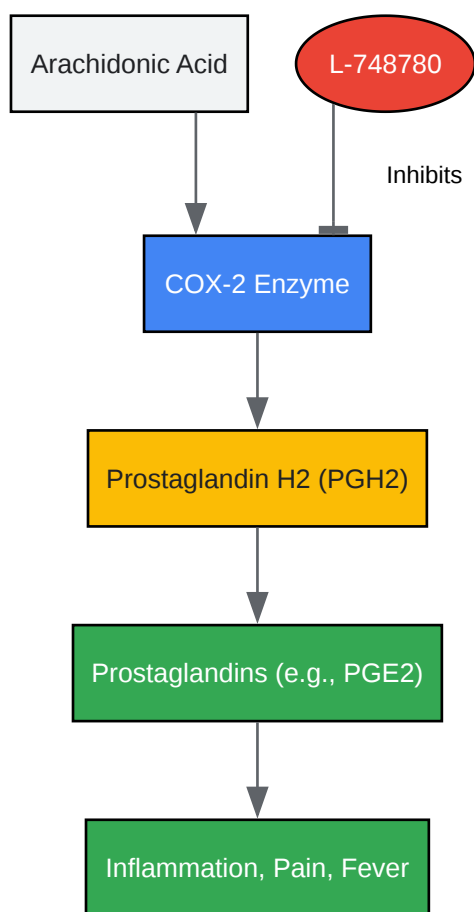 Arachidonic Acid
L-748780
Inhibits
COX-2 Enzyme
Prostaglandin H2 (PGH2)
Prostaglandins (e.g., PGE2)
Inflammation, Pain, Fever